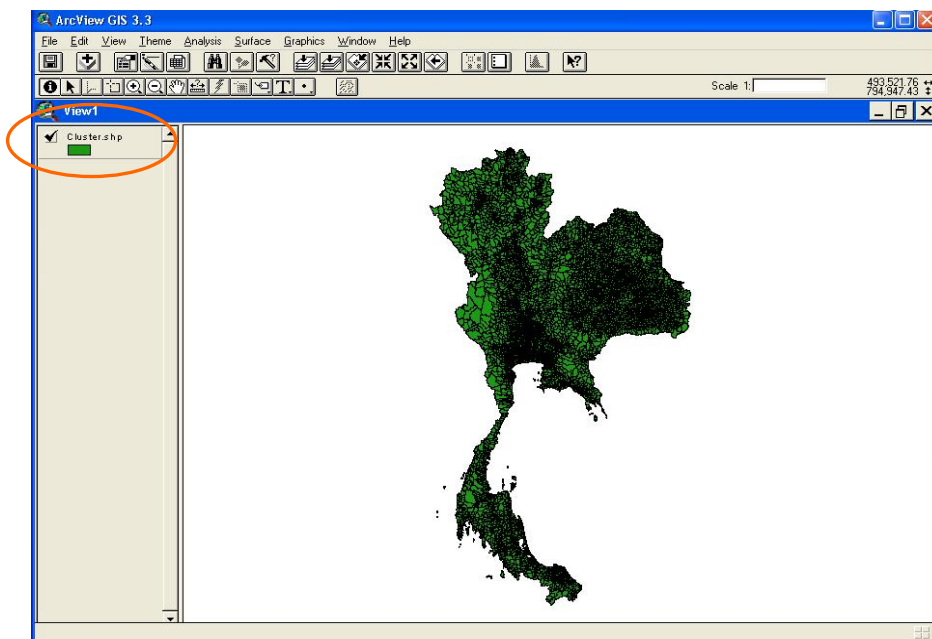 ArcView GIS 3.3
File Edit View Theme Analysis Surface Graphics Window Help
Scale 1:
493,521.76
794,947.43
View1
Cluster.shp